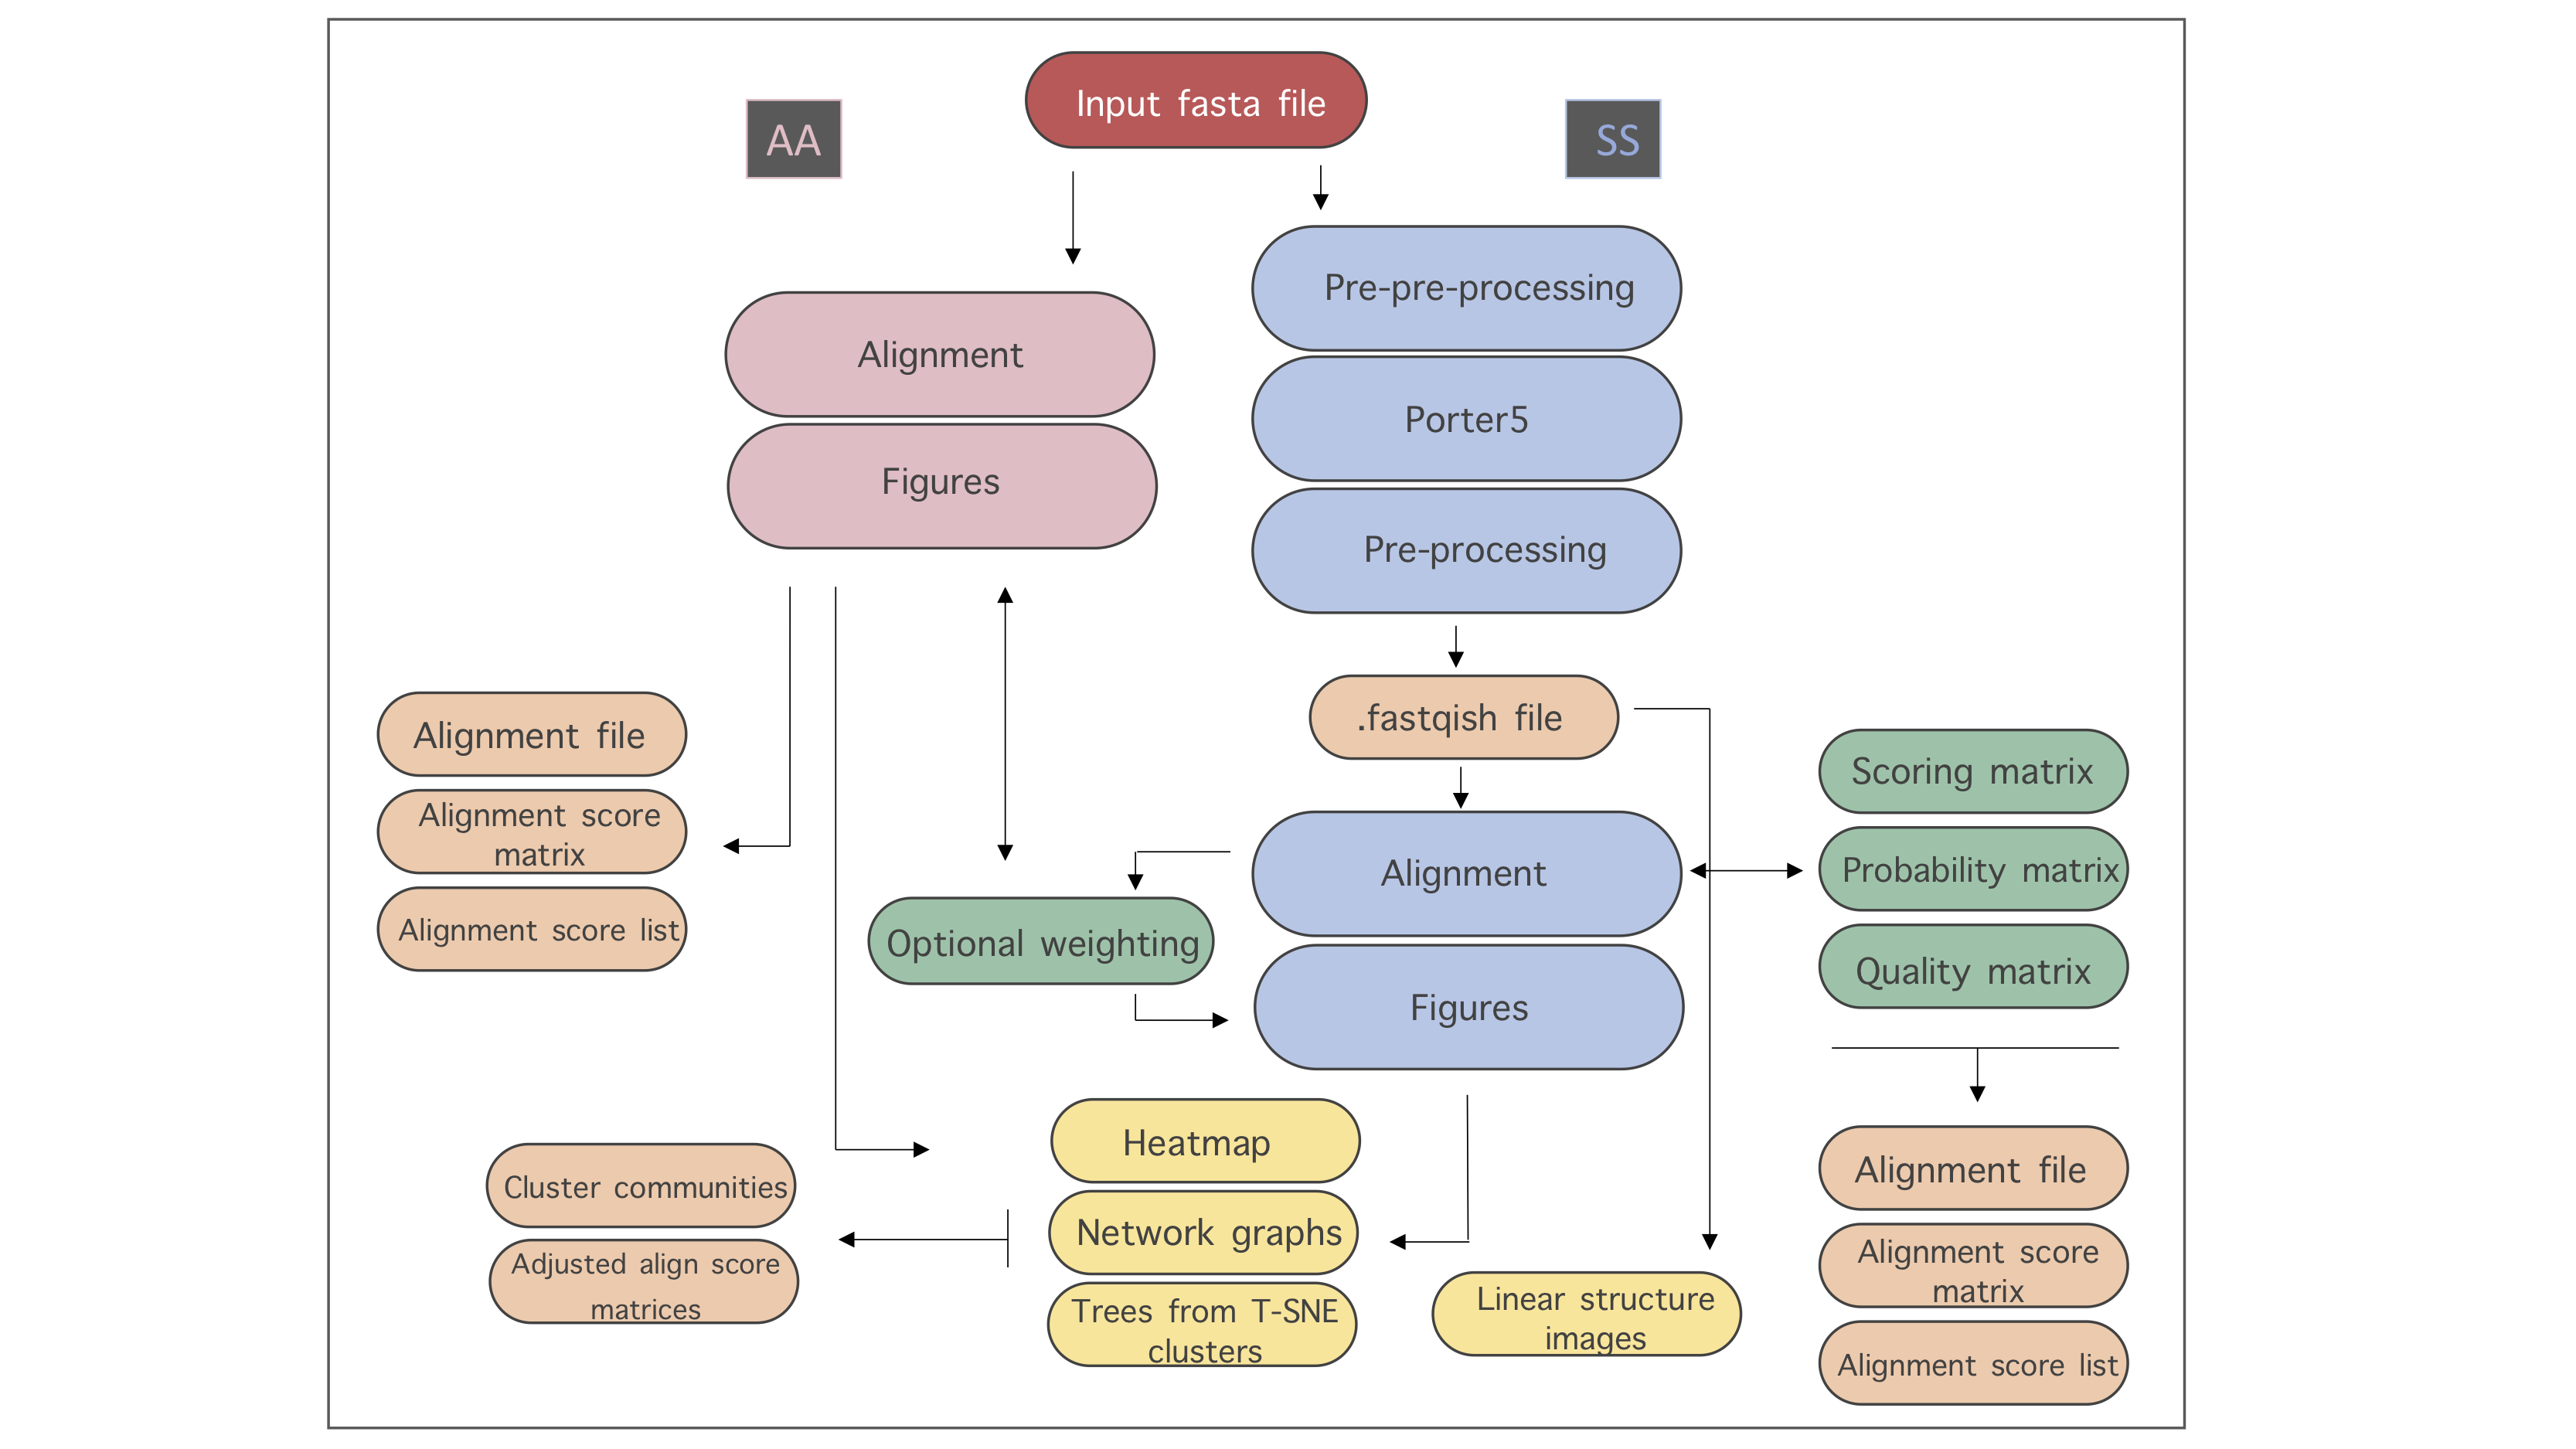 Input fasta file
AA
SS
Pre-pre-processing
Alignment
Porter5
Figures
Pre-processing
.fastqish file
Alignment file
Alignment score
matrix
Alignment score list
Scoring matrix
Probability matrix
Quality matrix
Alignment
Optional weighting
Figures
Heatmap
Network graphs
Trees from T-SNE
clusters
Cluster communities
Adjusted align score
matrices
Linear structure
images
Alignment file
Alignment score
matrix
Alignment score list